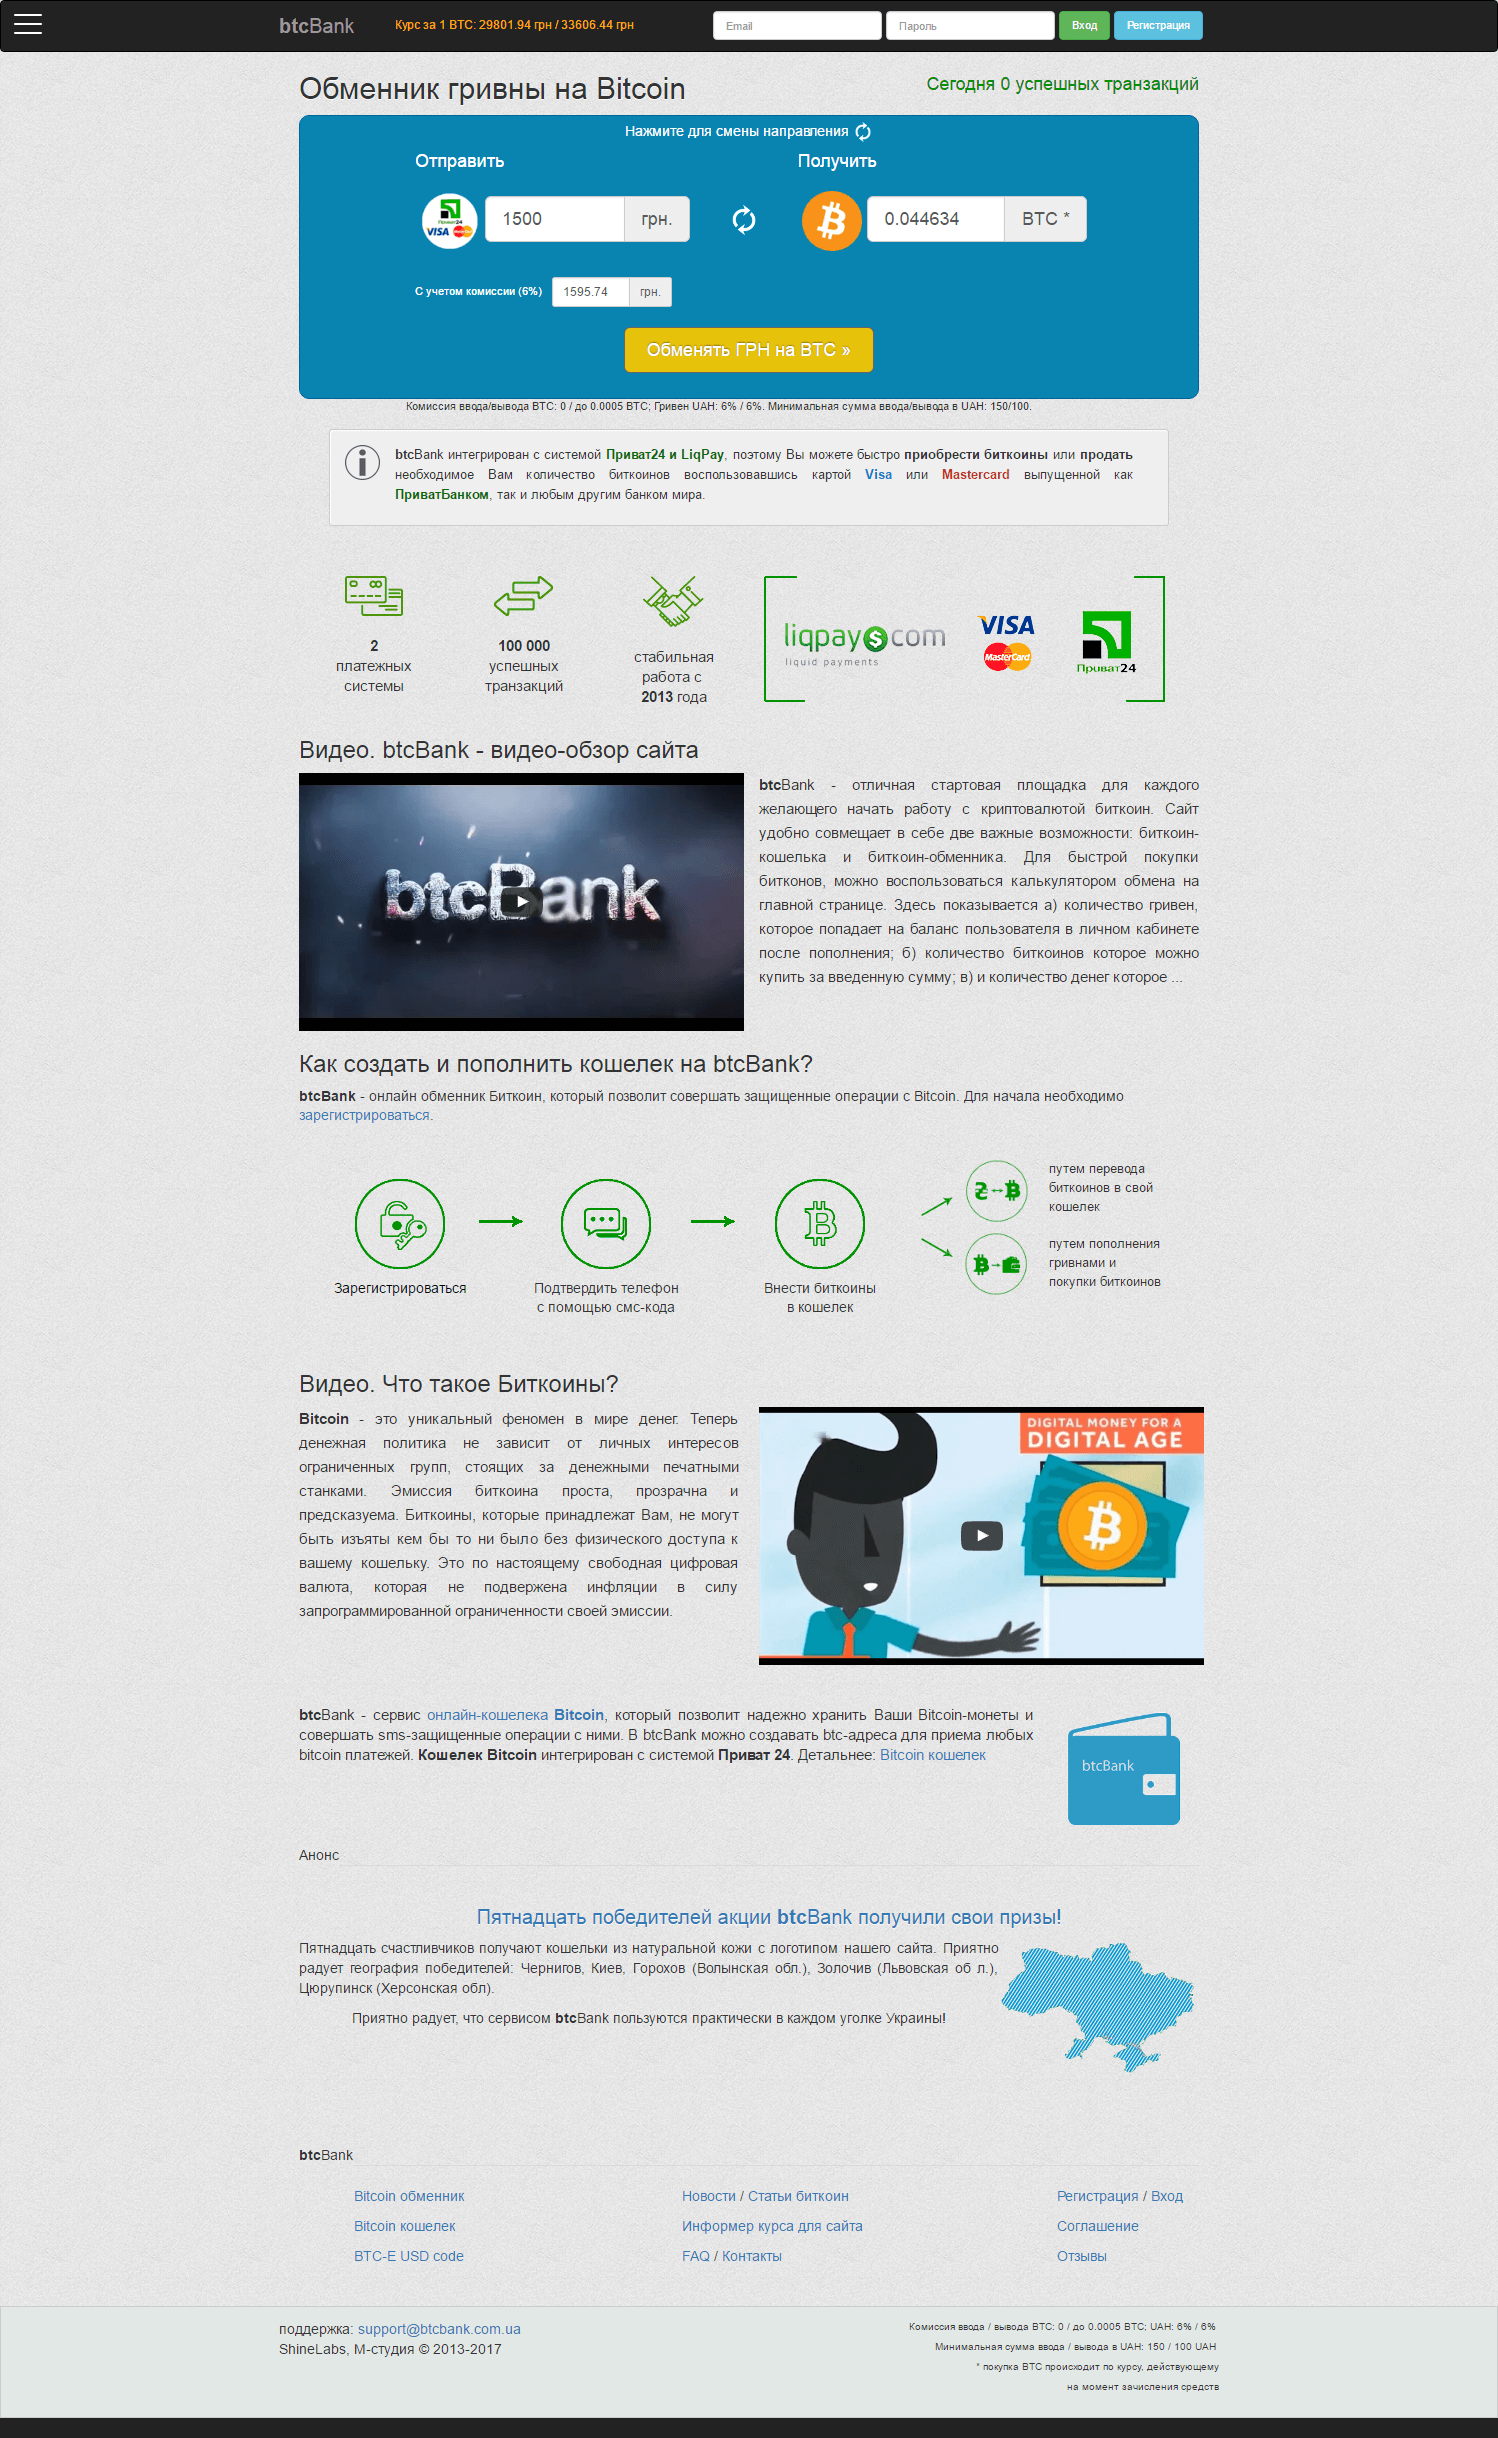 btcBank
Курс за 1 BTC: 29801.94 грн / 33606.44 грн
Email
Пароль
Вход
Регистрация
Обменник гривны на Bitcoin
Сегодня 0 успешных транзакций
Нажмите для смены направления
Отправить
Получить
Приват24
VISA MasterCard
1500
грн.
0.044634
BTC *
С учетом комиссии (6%)
1595.74
грн.
Обменять ГРН на BTC »
Комиссия ввода/вывода BTC: 0 / до 0.0005 BTC; Гривен UAH: 6% / 6%. Минимальная сумма ввода/вывода в UAH: 150/100.
btcBank интегрирован с системой Приват24 и LiqPay, поэтому Вы можете быстро приобрести биткоины или продать
необходимое Вам количество биткоинов воспользовавшись картой Visa или Mastercard выпущенной как
ПриватБанком, так и любым другим банком мира.
2
платежных
системы
100 000
успешных
транзакций
стабильная
работа с
2013 года
liqpay$com
liquid payments
VISA
MasterCard
Приват24
Видео. btcBank - видео-обзор сайта
btcBank
btcBank - отличная стартовая площадка для каждого
желающего начать работу с криптовалютой биткоин. Сайт
удобно совмещает в себе две важные возможности: биткоин-
кошелька и биткоин-обменника. Для быстрой покупки
битконов, можно воспользоваться калькулятором обмена на
главной странице. Здесь показывается а) количество гривен,
которое попадает на баланс пользователя в личном кабинете
после пополнения; б) количество биткоинов которое можно
купить за введенную сумму; в) и количество денег которое ...
Как создать и пополнить кошелек на btcBank?
btcBank - онлайн обменник Биткоин, который позволит совершать защищенные операции с Bitcoin. Для начала необходимо
зарегистрироваться.
Зарегистрироваться
Подтвердить телефон
с помощью смс-кода
Внести биткоины
в кошелек
путем перевода
биткоинов в свой
кошелек
путем пополнения
гривнами и
покупки биткоинов
Видео. Что такое Биткоины?
Bitcoin - это уникальный феномен в мире денег. Теперь
денежная политика не зависит от личных интересов
ограниченных групп, стоящих за денежными печатными
станками. Эмиссия биткоина проста, прозрачна и
предсказуема. Биткоины, которые принадлежат Вам, не могут
быть изъяты кем бы то ни было без физического доступа к
вашему кошельку. Это по настоящему свободная цифровая
валюта, которая не подвержена инфляции в силу
запрограммированной ограниченности своей эмиссии.
DIGITAL MONEY FOR A
DIGITAL AGE
btcBank - сервис онлайн-кошелека Bitcoin, который позволит надежно хранить Ваши Bitcoin-монеты и
совершать sms-защищенные операции с ними. В btcBank можно создавать btc-адреса для приема любых
bitcoin платежей. Кошелек Bitcoin интегрирован с системой Приват 24. Детальнее: Bitcoin кошелек
btcBank
Анонс
Пятнадцать победителей акции btcBank получили свои призы!
Пятнадцать счастливчиков получают кошельки из натуральной кожи с логотипом нашего сайта. Приятно
радует география победителей: Чернигов, Киев, Горохов (Волынская обл.), Золочив (Львовская об л.),
Цюрупинск (Херсонская обл).
Приятно радует, что сервисом btcBank пользуются практически в каждом уголке Украины!
btcBank
Bitcoin обменник
Новости / Статьи биткоин
Регистрация / Вход
Bitcoin кошелек
Информер курса для сайта
Соглашение
BTC-E USD code
FAQ / Контакты
Отзывы
поддержка: support@btcbank.com.ua
ShineLabs, М-студия © 2013-2017
Комиссия ввода / вывода BTC: 0 / до 0.0005 BTC; UAH: 6% / 6%
Минимальная сумма ввода / вывода в UAH: 150 / 100 UAH
* покупка BTC происходит по курсу, действующему
на момент зачисления средств